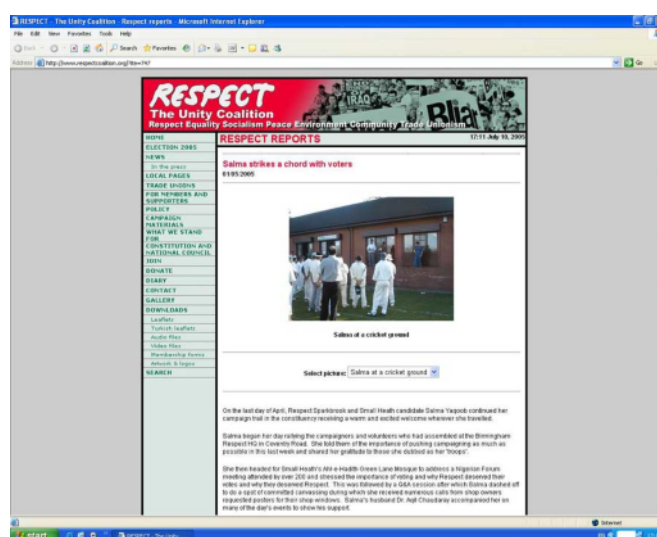 RESPECT - The Unity Coalition - Respect reports - Microsoft Internet Explorer
File Edit View Favorites Tools Help
Back Search Favorites
Address http://www.respectcoalition.org/?ite=747 Go
RESPECT
The Unity
Coalition
Respect Equality Socialism Peace Environment Community Trade Unionism
IRAQ
HOME
ELECTION 2005
NEWS
In the press
LOCAL PAGES
TRADE UNIONS
FOR MEMBERS AND
SUPPORTERS
POLICY
CAMPAIGN
MATERIALS
WHAT WE STAND
FOR
CONSTITUTION AND
NATIONAL COUNCIL
JOIN
DONATE
DIARY
CONTACT
GALLERY
DOWNLOADS
Leaflets
Turkish leaflets
Audio files
Video files
Membership forms
Artwork & logos
SEARCH
RESPECT REPORTS
17:11 July 10, 2005
Salma strikes a chord with voters
01/05/2005
Salma at a cricket ground
Select picture: Salma at a cricket ground
On the last day of April, Respect Sparkbrook and Small Heath candidate Salma Yaqoob continued her
campaign trail in the constituency receiving a warm and excited welcome wherever she travelled.
Salma began her day rallying the campaigners and volunteers who had assembled at the Birmingham
Respect HQ in Coventry Road. She told them of the importance of pushing campaigning as much as
possible in this last week and shared her gratitude to those she dubbed as her 'troops'.
She then headed for Small Heath's Ahl-e-Hadith Green Lane Mosque to address a Nigerian Forum
meeting attended by over 200 and stressed the importance of voting and why Respect deserved their
votes and why they deserved Respect. This was followed by a Q&A session after which Salma dashed off
to do a spot of committed canvassing during which she received numerous calls from shop owners
requested posters for their shop windows. Salma's husband Dr. Aqil Chaudary accompanied her on
many of the day's events to show his support.
Internet
start
RESPECT - The Unity...